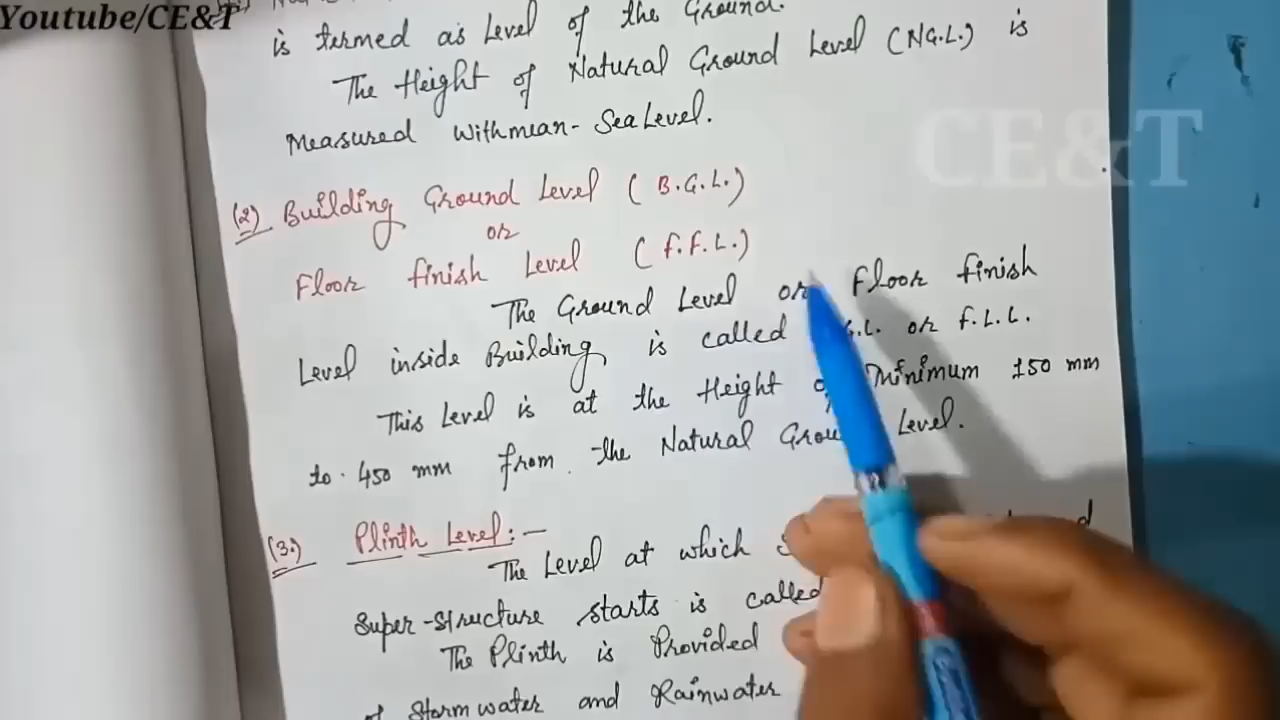 Youtube/CE&T
is termed as Level of the Ground.
The Height of Natural Ground Level (N.G.L.) is
Measured with mean-Sea Level.
CE&T
(2) Building Ground Level (B.G.L.)
or
Floor finish Level (f.f.L.)
The Ground Level or Floor finish
Level inside Building is called G.L. or f.L.L.
This Level is at the Height of Minimum 150 mm
to 450 mm from the Natural Level.
(3.) Plinth Level:-
The Level at which
Super-structure starts is called
The Plinth is Provided
of Storm water and Rainwater